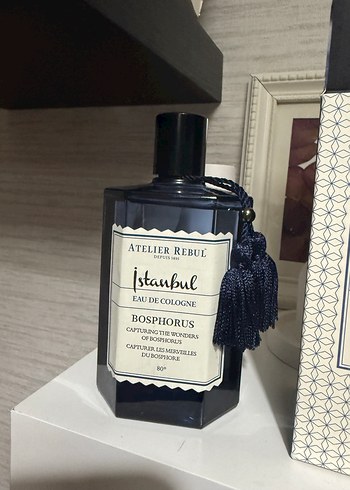 ATELIER REBUL
DEPUIS 1895
İstanbul
EAU DE COLOGNE
BOSPHORUS
CAPTURING THE WONDERS
OF BOSPHORUS
CAPTURER LES MERVEILLES
DU BOSPHORE
80°